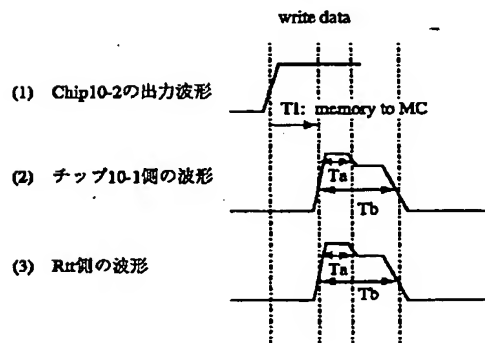 write data
(1) Chip10-2の出力波形
T1: memory to MC
(2) チップ10-1側の波形
Ta
Tb
(3) Rtt側の波形
Ta
Tb